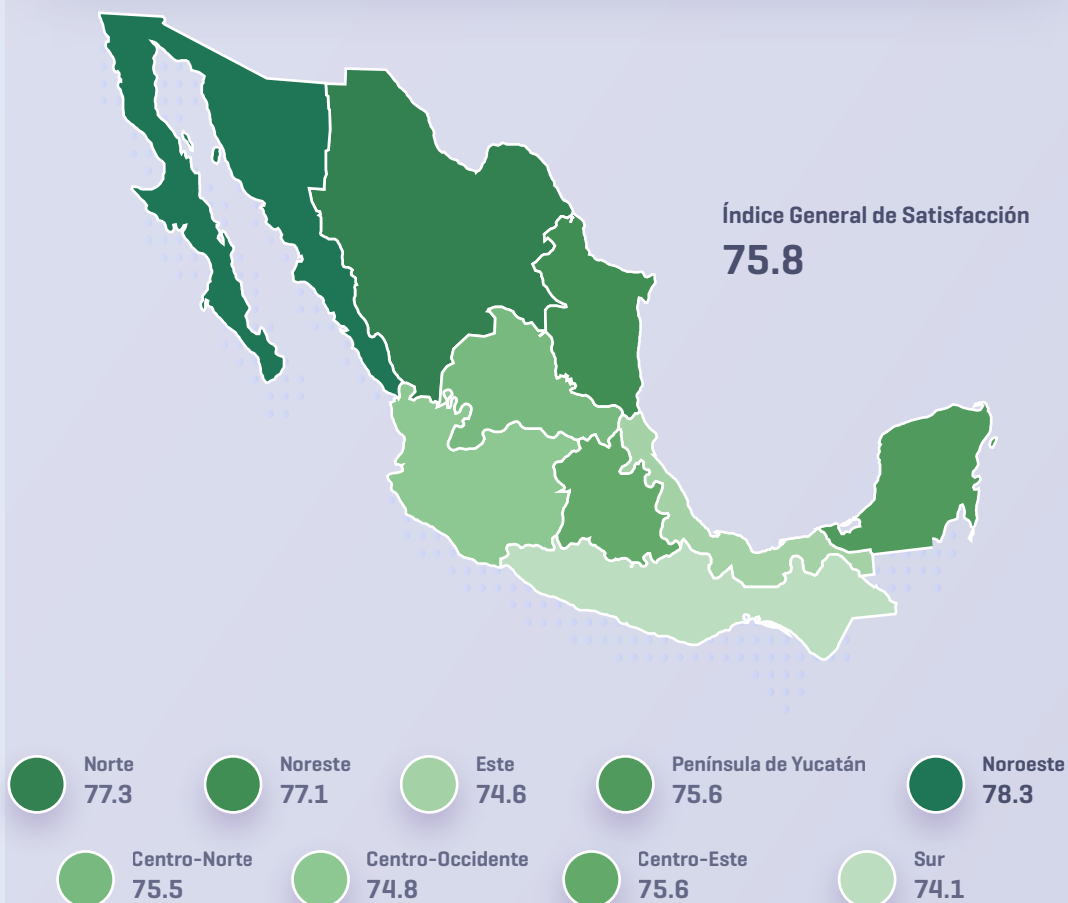 Índice General de Satisfacción
75.8
Norte
77.3
Noreste
77.1
Este
74.6
Península de Yucatán
75.6
Noroeste
78.3
Centro-Norte
75.5
Centro-Occidente
74.8
Centro-Este
75.6
Sur
74.1